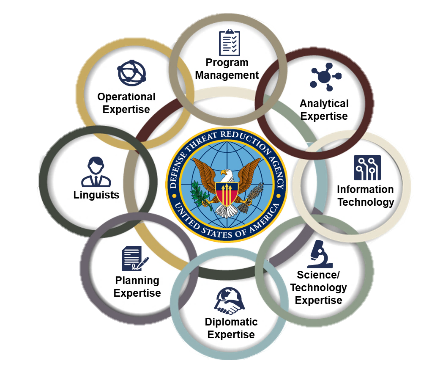 Program
Management
Analytical
Expertise
Information
Technology
Science/
Technology
Expertise
Diplomatic
Expertise
Planning
Expertise
Linguists
Operational
Expertise
DEFENSE THREAT REDUCTION AGENCY
UNITED STATES OF AMERICA